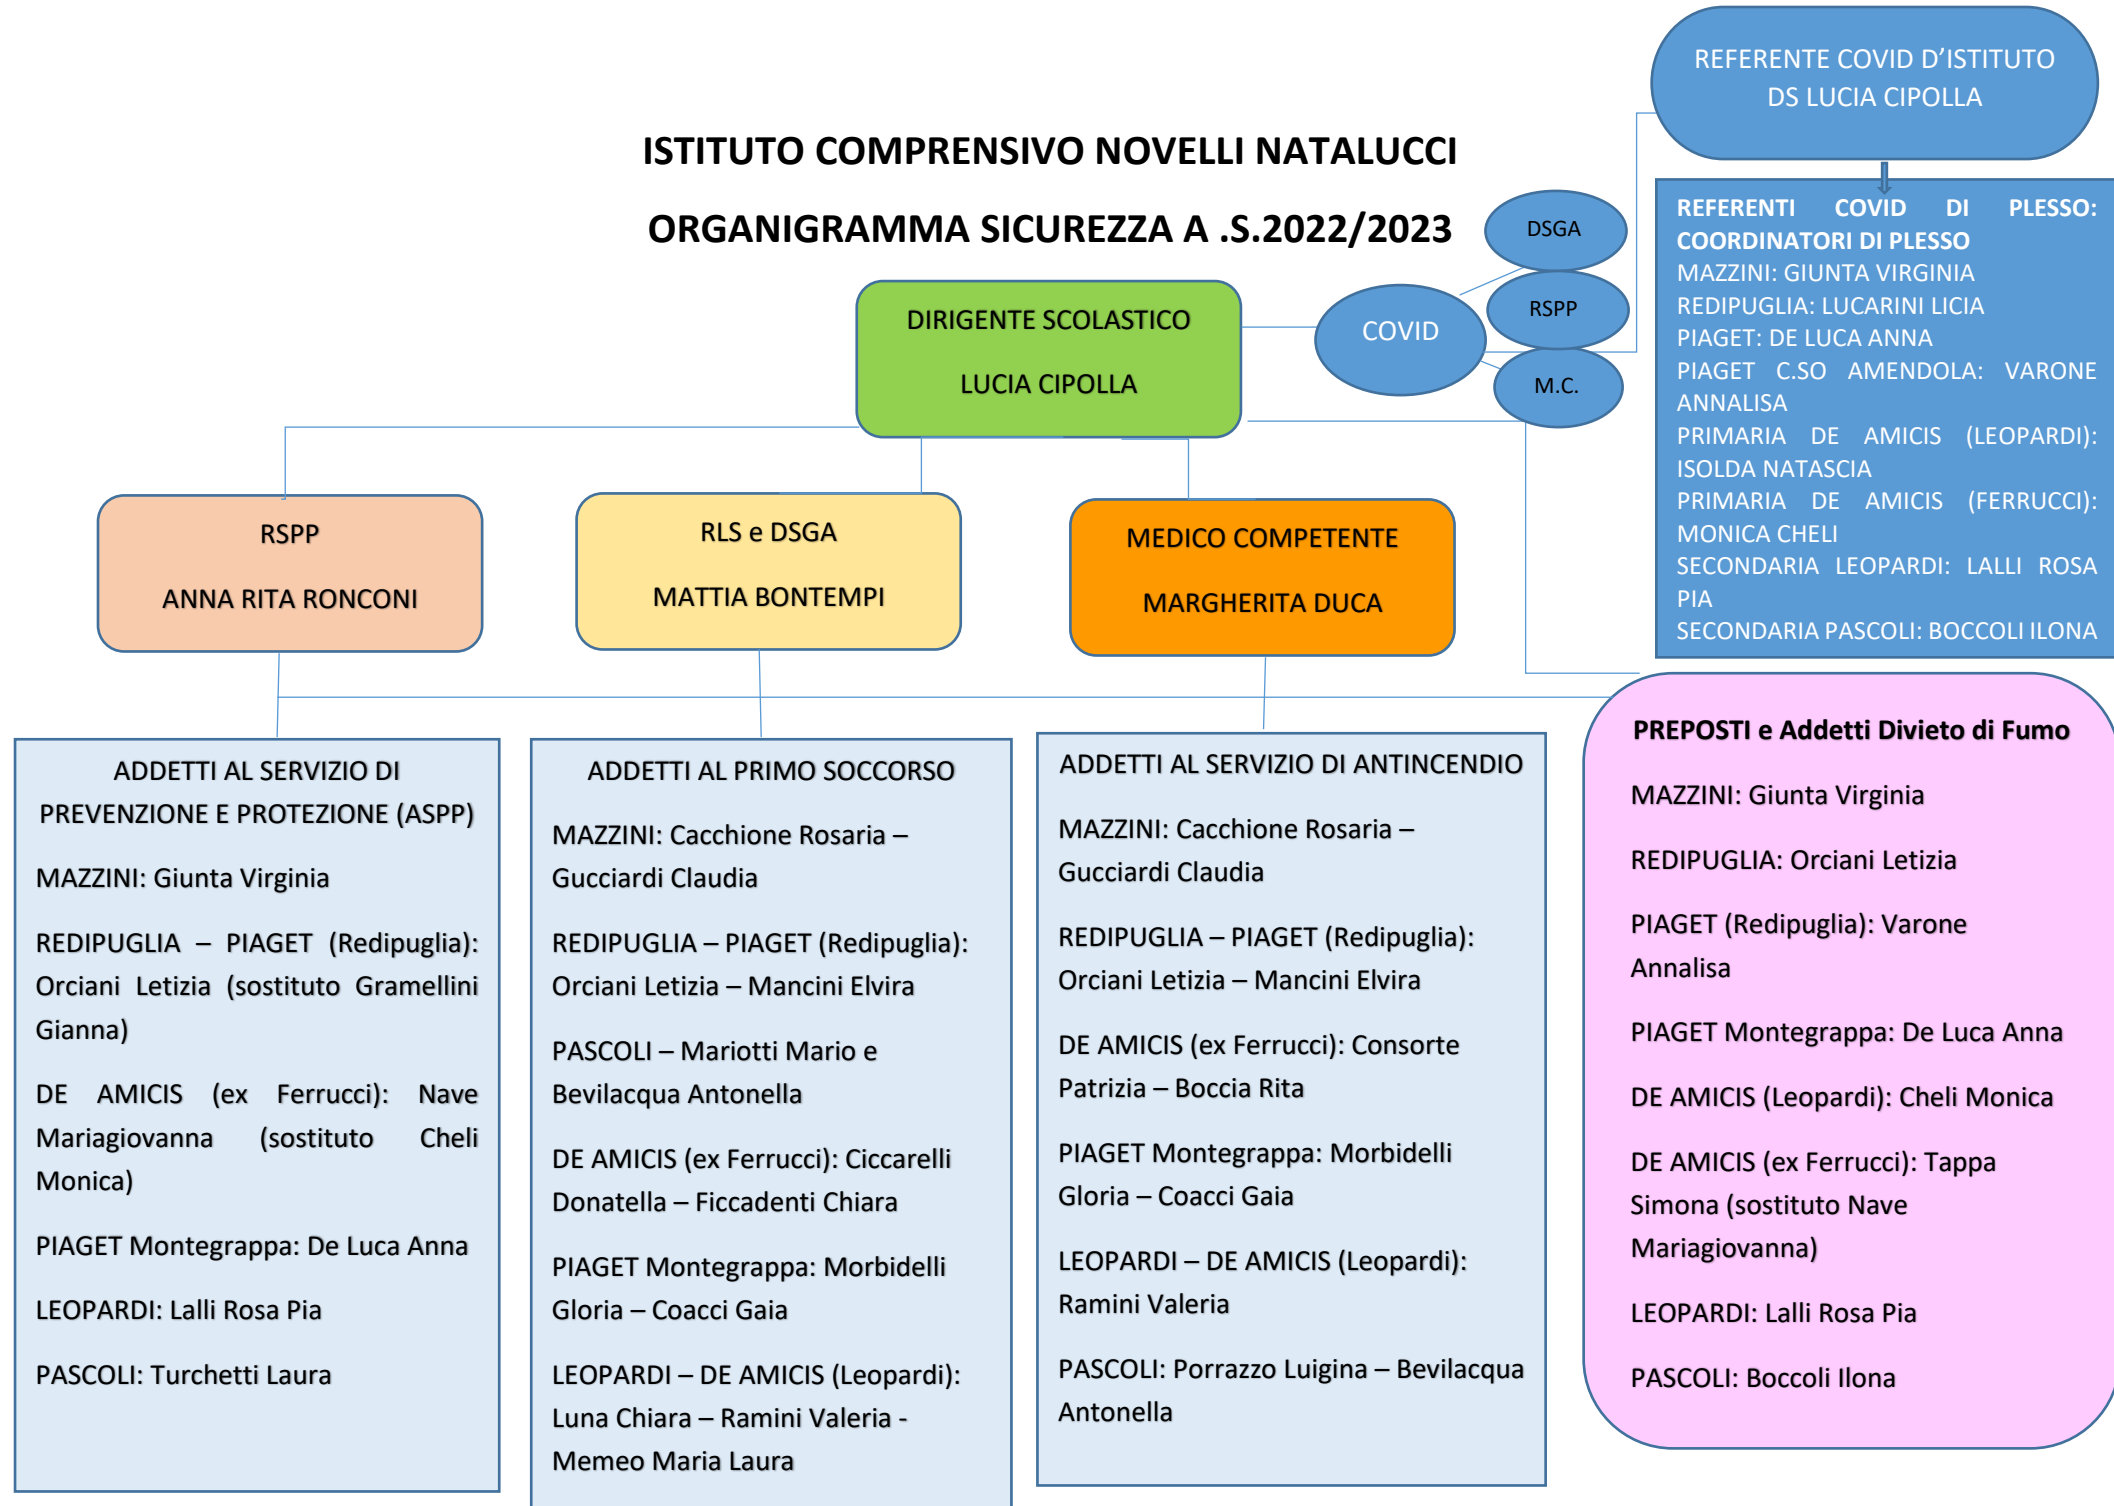 ISTITUTO COMPRENSIVO NOVELLI NATALUCCI
ORGANIGRAMMA SICUREZZA A .S.2022/2023
REFERENTE COVID D’ISTITUTO
DS LUCIA CIPOLLA
REFERENTI COVID DI PLESSO:
COORDINATORI DI PLESSO
MAZZINI: GIUNTA VIRGINIA
REDIPUGLIA: LUCARINI LICIA
PIAGET: DE LUCA ANNA
PIAGET C.SO AMENDOLA: VARONE
ANNALISA
PRIMARIA DE AMICIS (LEOPARDI):
ISOLDA NATASCIA
PRIMARIA DE AMICIS (FERRUCCI):
MONICA CHELI
SECONDARIA LEOPARDI: LALLI ROSA
PIA
SECONDARIA PASCOLI: BOCCOLI ILONA
DSGA
RSPP
M.C.
COVID
DIRIGENTE SCOLASTICO
LUCIA CIPOLLA
RSPP
ANNA RITA RONCONI
RLS e DSGA
MATTIA BONTEMPI
MEDICO COMPETENTE
MARGHERITA DUCA
ADDETTI AL SERVIZIO DI
PREVENZIONE E PROTEZIONE (ASPP)
MAZZINI: Giunta Virginia
REDIPUGLIA – PIAGET (Redipuglia):
Orciani Letizia (sostituto Gramellini
Gianna)
DE AMICIS (ex Ferrucci): Nave
Mariagiovanna (sostituto Cheli
Monica)
PIAGET Montegrappa: De Luca Anna
LEOPARDI: Lalli Rosa Pia
PASCOLI: Turchetti Laura
ADDETTI AL PRIMO SOCCORSO
MAZZINI: Cacchione Rosaria –
Gucciardi Claudia
REDIPUGLIA – PIAGET (Redipuglia):
Orciani Letizia – Mancini Elvira
PASCOLI – Mariotti Mario e
Bevilacqua Antonella
DE AMICIS (ex Ferrucci): Ciccarelli
Donatella – Ficcadenti Chiara
PIAGET Montegrappa: Morbidelli
Gloria – Coacci Gaia
LEOPARDI – DE AMICIS (Leopardi):
Luna Chiara – Ramini Valeria -
Memeo Maria Laura
ADDETTI AL SERVIZIO DI ANTINCENDIO
MAZZINI: Cacchione Rosaria –
Gucciardi Claudia
REDIPUGLIA – PIAGET (Redipuglia):
Orciani Letizia – Mancini Elvira
DE AMICIS (ex Ferrucci): Consorte
Patrizia – Boccia Rita
PIAGET Montegrappa: Morbidelli
Gloria – Coacci Gaia
LEOPARDI – DE AMICIS (Leopardi):
Ramini Valeria
PASCOLI: Porrazzo Luigina – Bevilacqua
Antonella
PREPOSTI e Addetti Divieto di Fumo
MAZZINI: Giunta Virginia
REDIPUGLIA: Orciani Letizia
PIAGET (Redipuglia): Varone
Annalisa
PIAGET Montegrappa: De Luca Anna
DE AMICIS (Leopardi): Cheli Monica
DE AMICIS (ex Ferrucci): Tappa
Simona (sostituto Nave
Mariagiovanna)
LEOPARDI: Lalli Rosa Pia
PASCOLI: Boccoli Ilona